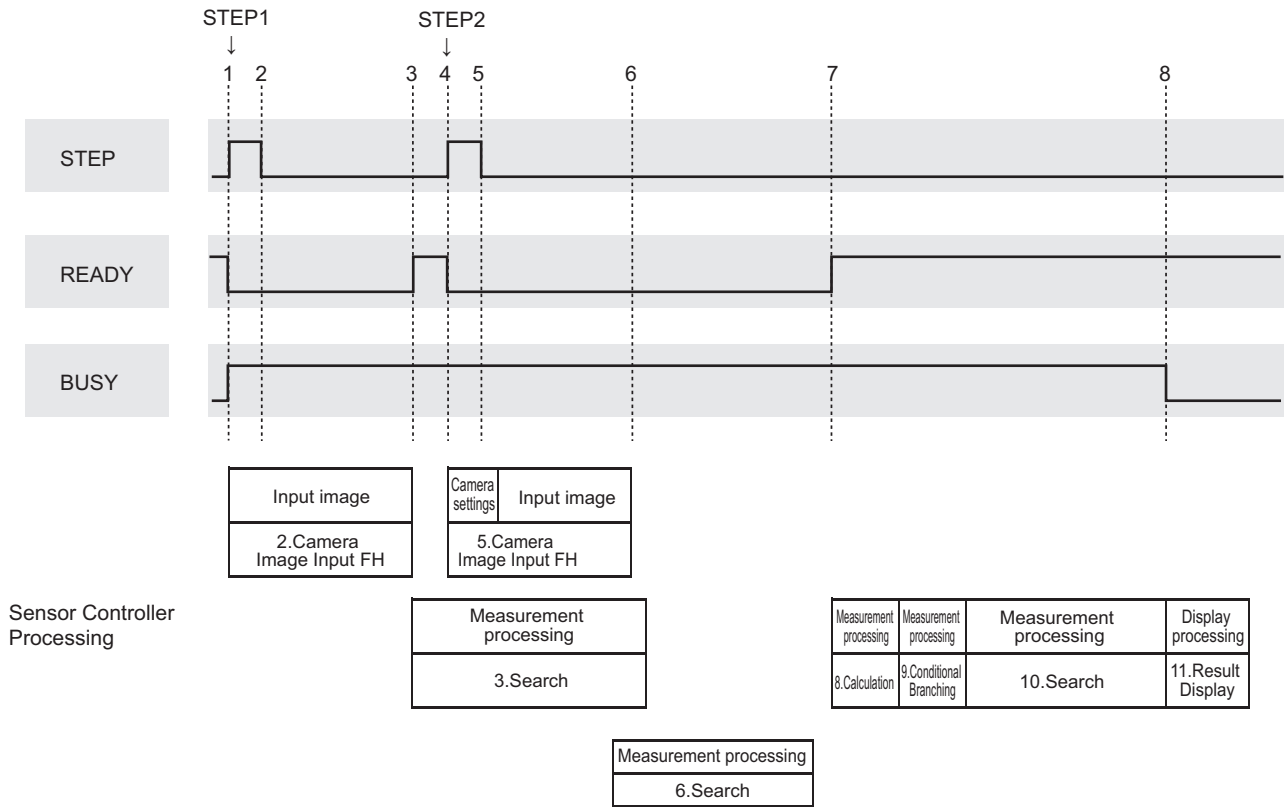 STEP1
STEP2
↓
↓
1 2 3 4 5 6 7 8
STEP
READY
BUSY
Input image
Camera
settings
Input image
2.Camera
Image Input FH
5.Camera
Image Input FH
Sensor Controller
Processing
Measurement
processing
3.Search
Measurement
processing
Measurement
processing
Measurement
processing
Display
processing
8.Calculation
9.Conditional
Branching
10.Search
11.Result
Display
Measurement processing
6.Search